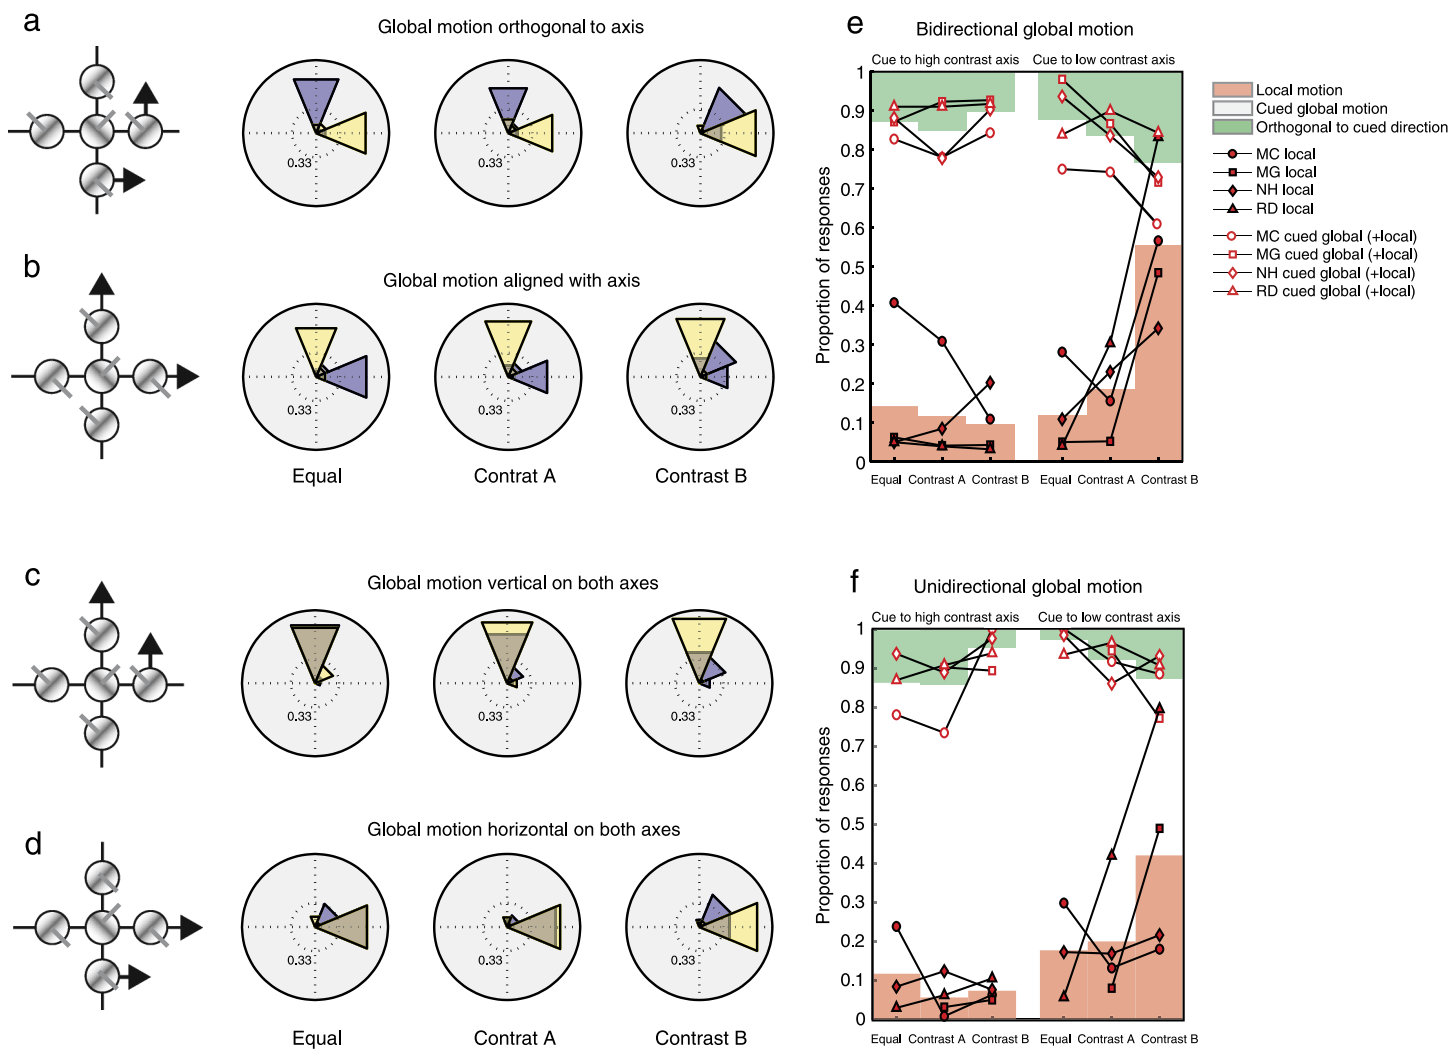 a
Global motion orthogonal to axis
0.33
0.33
0.33
b
Global motion aligned with axis
0.33
0.33
0.33
Equal
Contrat A
Contrast B
c
Global motion vertical on both axes
0.33
0.33
0.33
d
Global motion horizontal on both axes
0.33
0.33
0.33
Equal
Contrat A
Contrast B
e
Bidirectional global motion
Cue to high contrast axis
Cue to low contrast axis
Proportion of responses
1
0.9
0.8
0.7
0.6
0.5
0.4
0.3
0.2
0.1
0
Equal
Contrast A
Contrast B
Equal
Contrast A
Contrast B
Local motion
Cued global motion
Orthogonal to cued direction
MC local
MG local
NH local
RD local
MC cued global (+local)
MG cued global (+local)
NH cued global (+local)
RD cued global (+local)
f
Unidirectional global motion
Cue to high contrast axis
Cue to low contrast axis
Proportion of responses
1
0.9
0.8
0.7
0.6
0.5
0.4
0.3
0.2
0.1
0
Equal
Contrast A
Contrast B
Equal
Contrast A
Contrast B